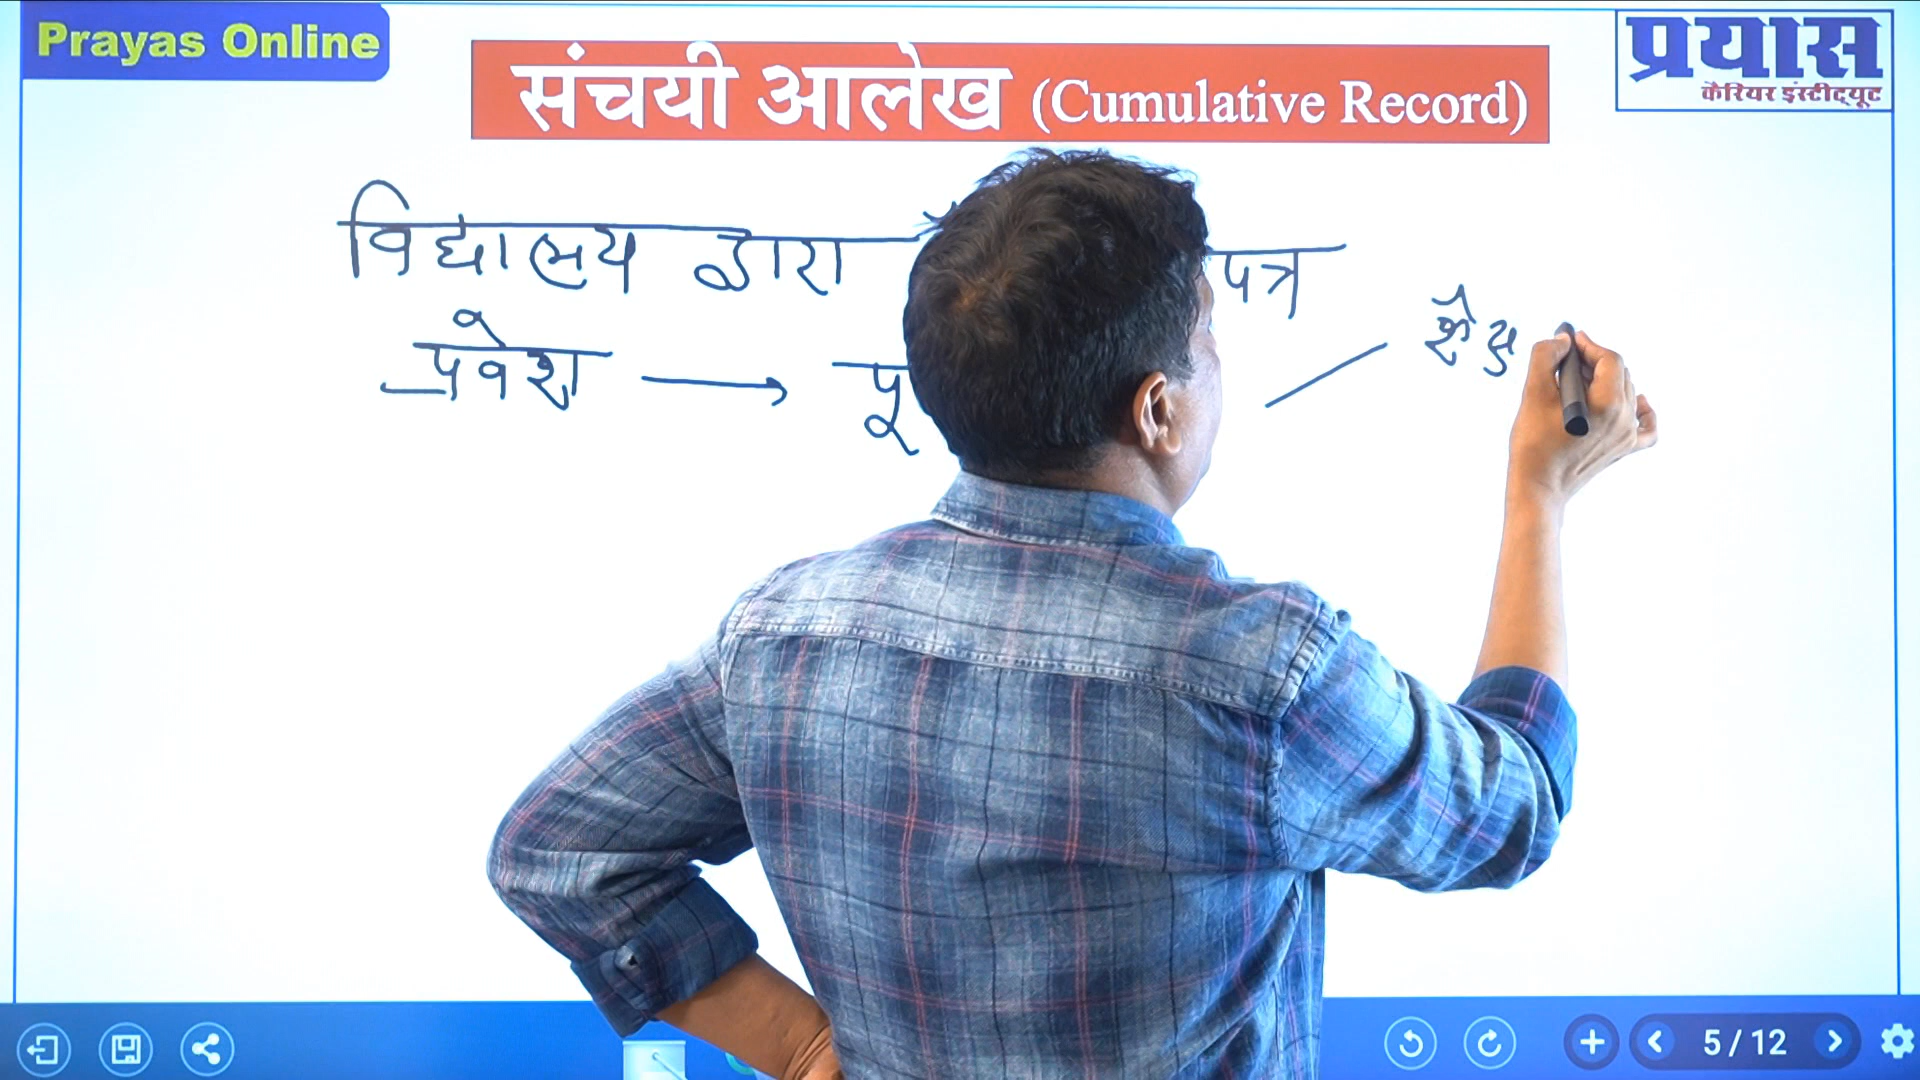 Prayas Online
संचयी आलेख (Cumulative Record)
प्रयास
कैरियर इंस्टीट्यूट
विद्यालय द्वारा पत्र
प्रवेश → पू
शैक्ष
5 / 12